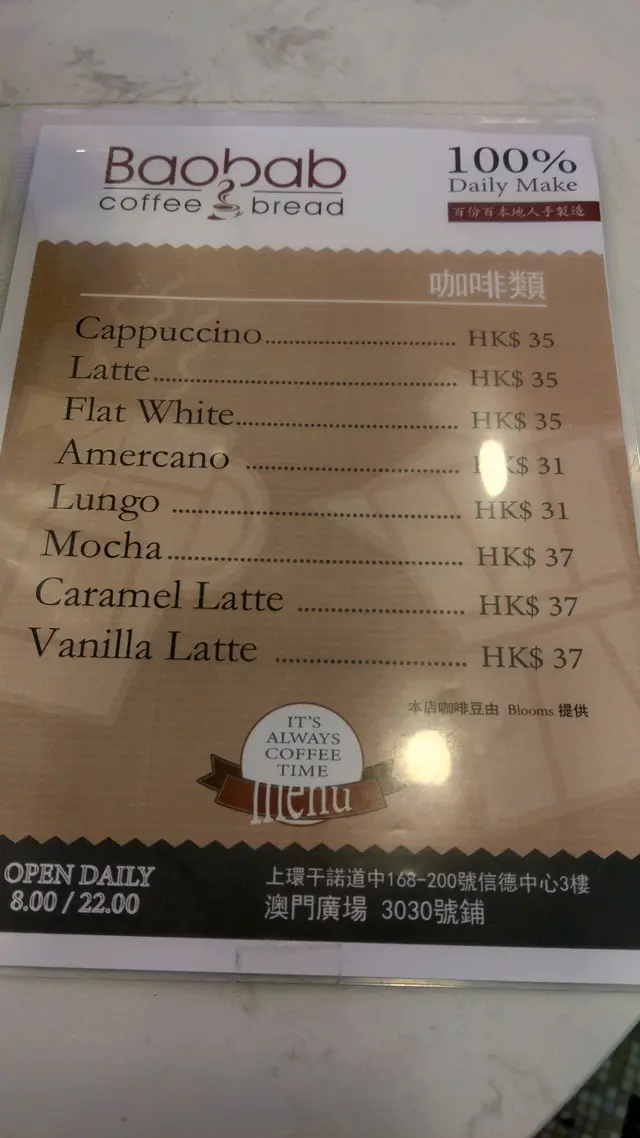 Baobab
coffee bread
100%
Daily Make
百份百本地人手製造
咖啡類
Cappuccino.................................. HK$ 35
Latte...................................................... HK$ 35
Flat White....................................... HK$ 35
Amercano ...................................... HK$ 31
Lungo .................................................. HK$ 31
Mocha................................................... HK$ 37
Caramel Latte ............................. HK$ 37
Vanilla Latte ................................. HK$ 37
本店咖啡豆由 Blooms 提供
IT'S
ALWAYS
COFFEE
TIME
menu
OPEN DAILY
8.00 / 22.00
上環干諾道中168-200號信德中心3樓
澳門廣場 3030號鋪